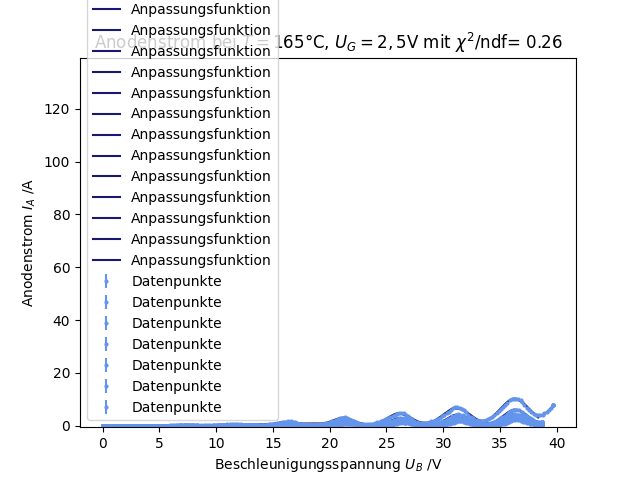 Anpassungsfunktion
Anpassungsfunktion
Anodenstrom bei T = 165°C, U_G = 2, 5V mit χ²/ndf= 0.26
Anpassungsfunktion
Anpassungsfunktion
Anpassungsfunktion
Anpassungsfunktion
Anpassungsfunktion
Anpassungsfunktion
Anpassungsfunktion
Anpassungsfunktion
Anpassungsfunktion
Anpassungsfunktion
Anpassungsfunktion
Datenpunkte
Datenpunkte
Datenpunkte
Datenpunkte
Datenpunkte
Datenpunkte
Datenpunkte
Anodenstrom I_A /A
120
100
80
60
40
20
0
0 5 10 15 20 25 30 35 40
Beschleunigungsspannung U_B /V